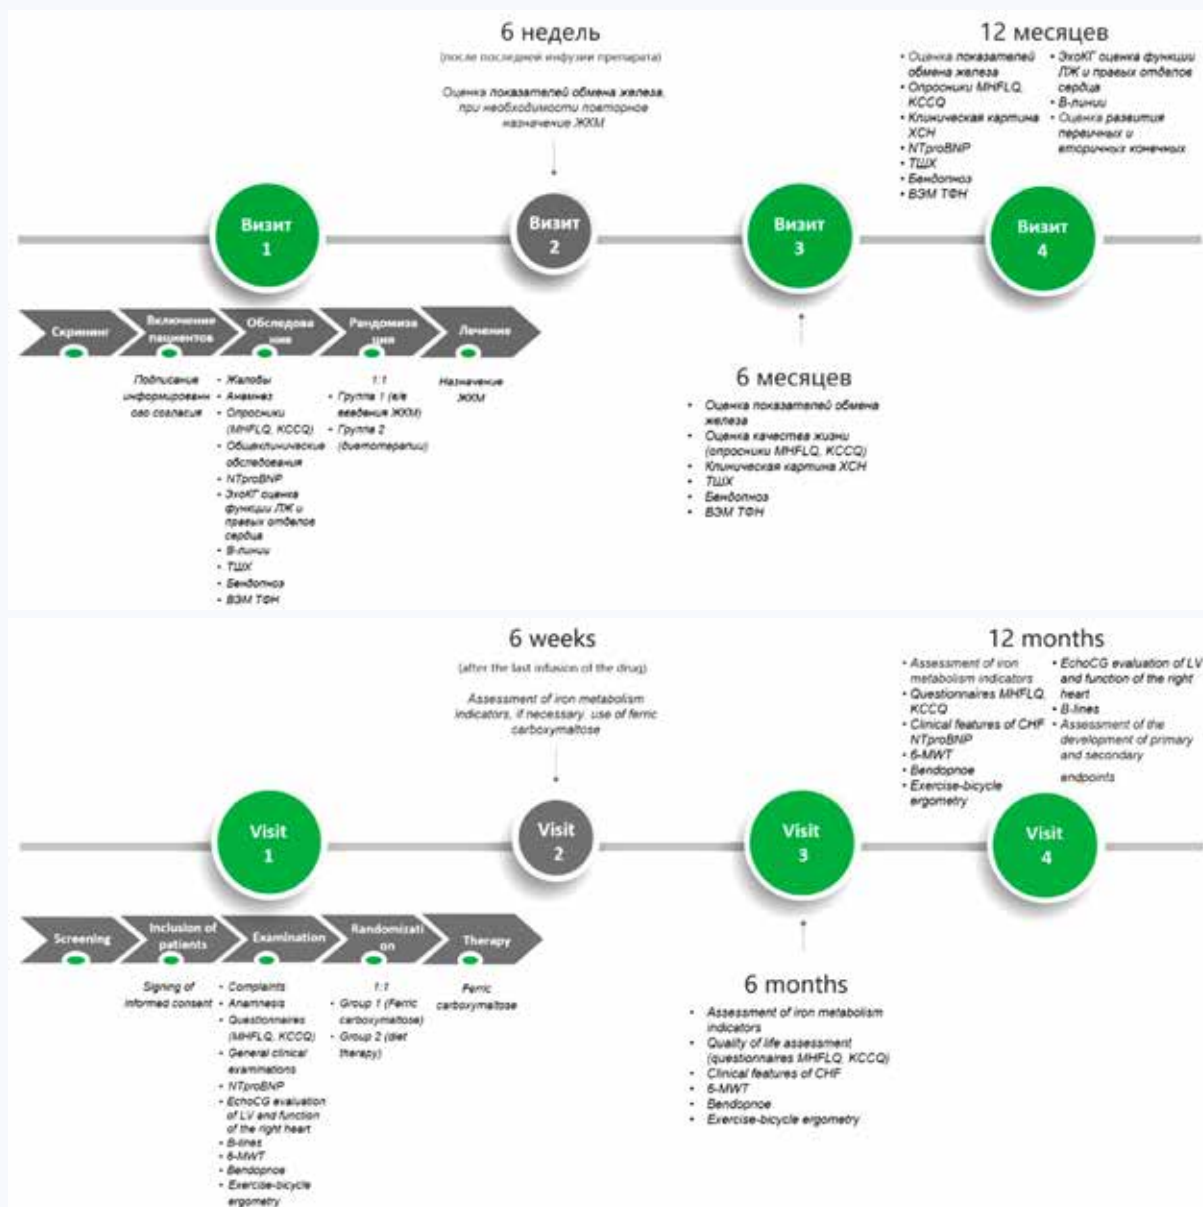 6 недель
(после последней инфузии препарата)
Оценка показателей обмена железа,
при необходимости повторное
назначение ЖКМ
12 месяцев
• Оценка показателей
обмена железа
• Опросники MHFLQ,
KCCQ
• Клиническая картина
ХСН
• NTproBNP
• ТШХ
• Бендопноэ
• ВЭМ ТФН
• ЭхоКГ оценка функции
ЛЖ и правых отделов
сердца
• В-линии
• Оценка развития
первичных и
вторичных конечных
Визит
1
Визит
2
Визит
3
Визит
4
Скрининг
Включение
пациентов
Обследова
ние
Рандомиза
ция
Лечение
Подписание
информированн
ого согласия
• Жалобы
• Анамнез
• Опросники
(MHFLQ, KCCQ)
• Общеклинические
обследования
• NTproBNP
• ЭхоКГ оценка
функции ЛЖ и
правых отделов
сердца
• В-линии
• ТШХ
• Бендопноэ
• ВЭМ ТФН
1:1
• Группа 1 (в/в
введения ЖКМ)
• Группа 2
(диетотерапии)
Назначение
ЖКМ
6 месяцев
• Оценка показателей обмена
железа
• Оценка качества жизни
(опросники MHFLQ, KCCQ)
• Клиническая картина ХСН
• ТШХ
• Бендопноэ
• ВЭМ ТФН
6 weeks
(after the last infusion of the drug)
Assessment of iron metabolism
indicators, if necessary, use of ferric
carboxymaltose
12 months
• Assessment of iron
metabolism indicators
• Questionnaires MHFLQ,
KCCQ
• Clinical features of CHF
NTproBNP
• 6-MWT
• Bendopnoe
• Exercise-bicycle
ergometry
• EchoCG evaluation of LV
and function of the right
heart
• B-lines
• Assessment of the
development of primary
and secondary
endpoints
Visit
1
Visit
2
Visit
3
Visit
4
Screening
Inclusion of
patients
Examination
Randomizati
on
Therapy
Signing of
informed consent
• Complaints
• Anamnesis
• Questionnaires
(MHFLQ, KCCQ)
• General clinical
examinations
• NTproBNP
• EchoCG evaluation
of LV and function
of the right heart
• B-lines
• 6-MWT
• Bendopnoe
• Exercise-bicycle
ergometry
1:1
• Group 1 (Ferric
carboxymaltose)
• Group 2 (diet
therapy)
Ferric
carboxymaltose
6 months
• Assessment of iron metabolism
indicators
• Quality of life assessment
(questionnaires MHFLQ, KCCQ)
• Clinical features of CHF
• 6-MWT
• Bendopnoe
• Exercise-bicycle ergometry